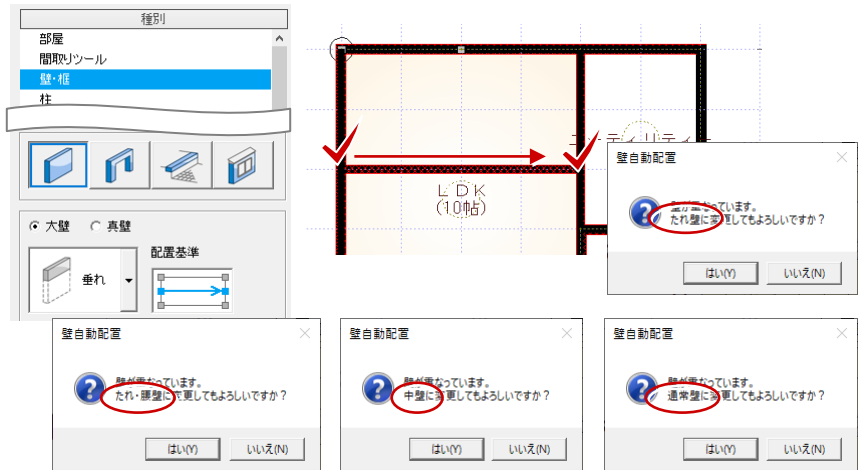 種別
部屋
間取りツール
壁・框
柱
大壁
真壁
垂れ
配置基準
ユーティリティー
LDK
(10帖)
壁自動配置
壁が重なっています。
たれ壁に変更してもよろしいですか？
はい(Y)
いいえ(N)
壁自動配置
壁が重なっています。
たれ・腰壁に変更してもよろしいですか？
はい(Y)
いいえ(N)
壁自動配置
壁が重なっています。
中壁に変更してもよろしいですか？
はい(Y)
いいえ(N)
壁自動配置
壁が重なっています。
通常壁に変更してもよろしいですか？
はい(Y)
いいえ(N)